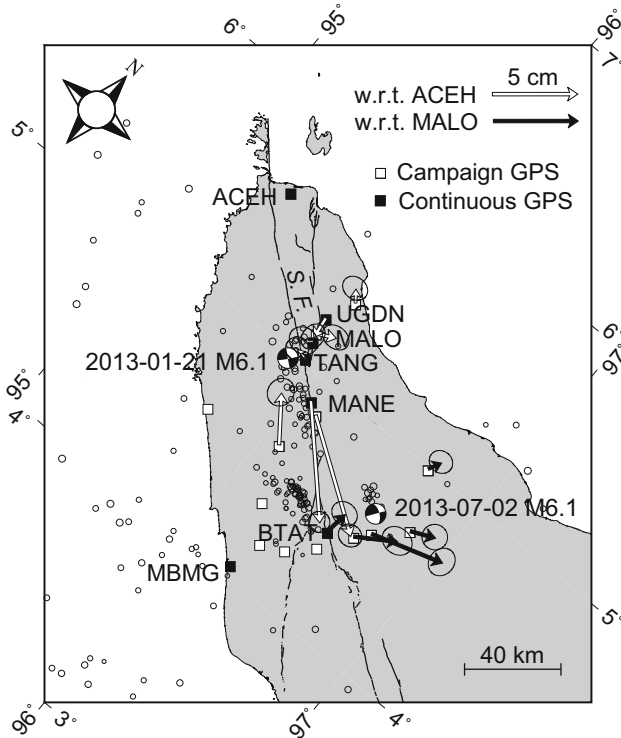 6° 95° 96°
7°
N
5 cm
w.r.t. ACEH
w.r.t. MALO
5°
Campaign GPS
Continuous GPS
ACEH
S. F.
UGDN
MALO
6°
2013-01-21 M6.1
TANG
97°
95°
MANE
4°
2013-07-02 M6.1
BTAT
MBMG
5°
40 km
96° 3° 97° 4°